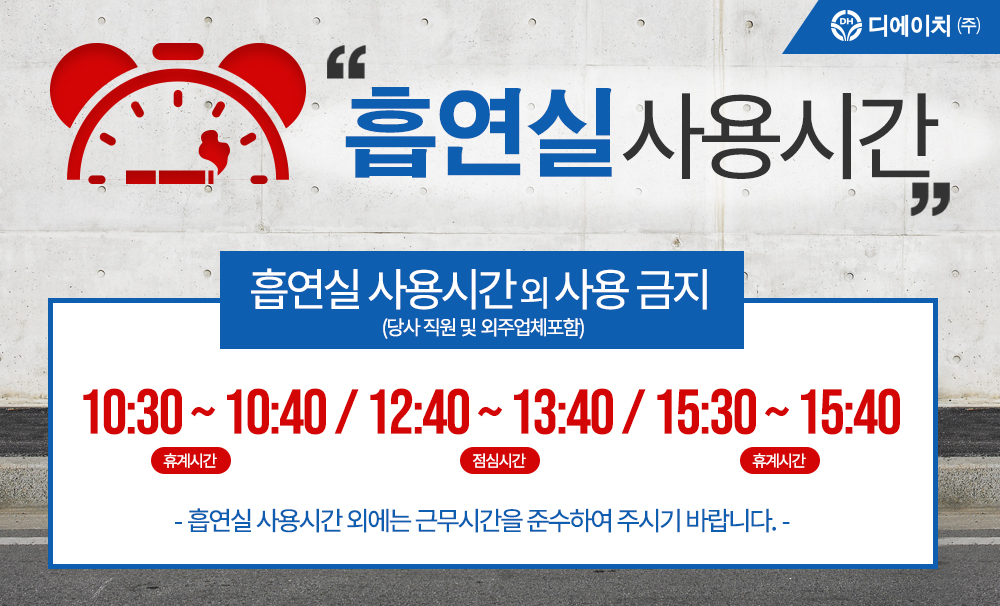 DH 디에이치 (주)
“흡연실 사용시간”
흡연실 사용시간 외 사용 금지
(당사 직원 및 외주업체포함)
10:30 ~ 10:40 / 12:40 ~ 13:40 / 15:30 ~ 15:40
휴계시간 점심시간 휴계시간
- 흡연실 사용시간 외에는 근무시간을 준수하여 주시기 바랍니다. -